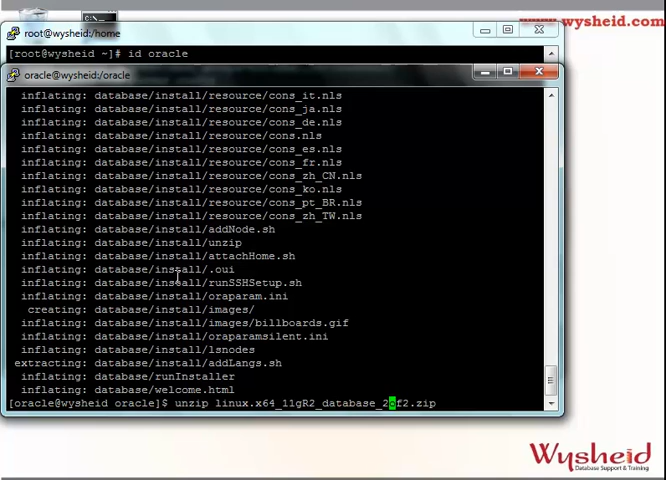 www.wysheid.com
root@wysheid:/home
[root@wysheid ~]# id oracle
oracle@wysheid:/oracle
inflating: database/install/resource/cons_it.nls
inflating: database/install/resource/cons_ja.nls
inflating: database/install/resource/cons_de.nls
inflating: database/install/resource/cons.nls
inflating: database/install/resource/cons_es.nls
inflating: database/install/resource/cons_fr.nls
inflating: database/install/resource/cons_zh_CN.nls
inflating: database/install/resource/cons_ko.nls
inflating: database/install/resource/cons_pt_BR.nls
inflating: database/install/resource/cons_zh_TW.nls
inflating: database/install/addNode.sh
inflating: database/install/unzip
inflating: database/install/attachHome.sh
inflating: database/install/.oui
inflating: database/install/runSSHSetup.sh
inflating: database/install/oraparam.ini
creating: database/install/images/
inflating: database/install/images/billboards.gif
inflating: database/install/oraparamsilent.ini
inflating: database/install/lsnodes
extracting: database/install/addLangs.sh
inflating: database/runInstaller
inflating: database/welcome.html
[oracle@wysheid oracle]$ unzip linux.x64_11gR2_database_2of2.zip
Wysheid
Database Support & Training